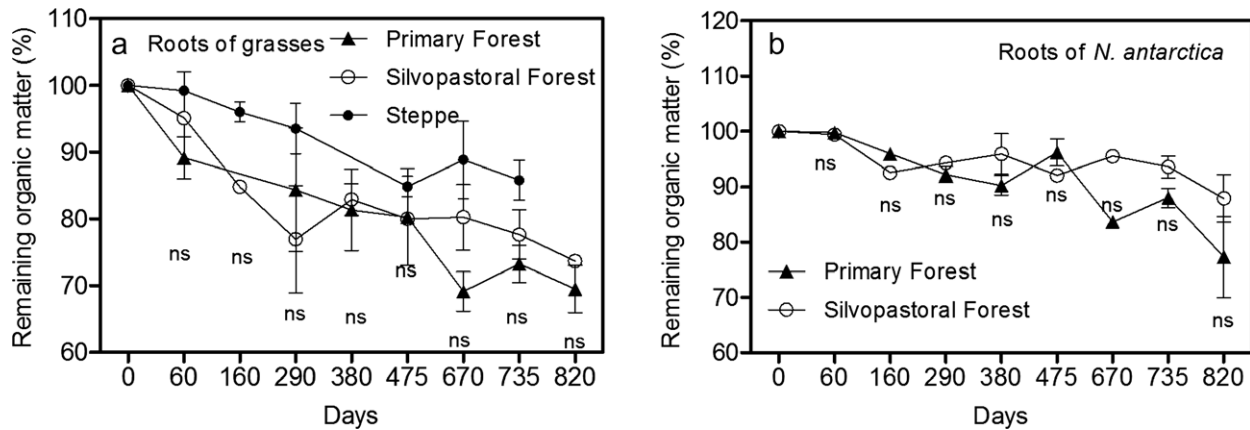 a Roots of grasses
Primary Forest
Silvopastoral Forest
Steppe
Remaining organic matter (%)
110
100
90
80
70
60
ns
ns
ns
ns
ns
ns
ns
ns
0 60 160 290 380 475 670 735 820
Days
b Roots of N. antarctica
Remaining organic matter (%)
120
110
100
90
80
70
60
ns
ns
ns
ns
ns
ns
ns
ns
Primary Forest
Silvopastoral Forest
0 60 160 290 380 475 670 735 820
Days